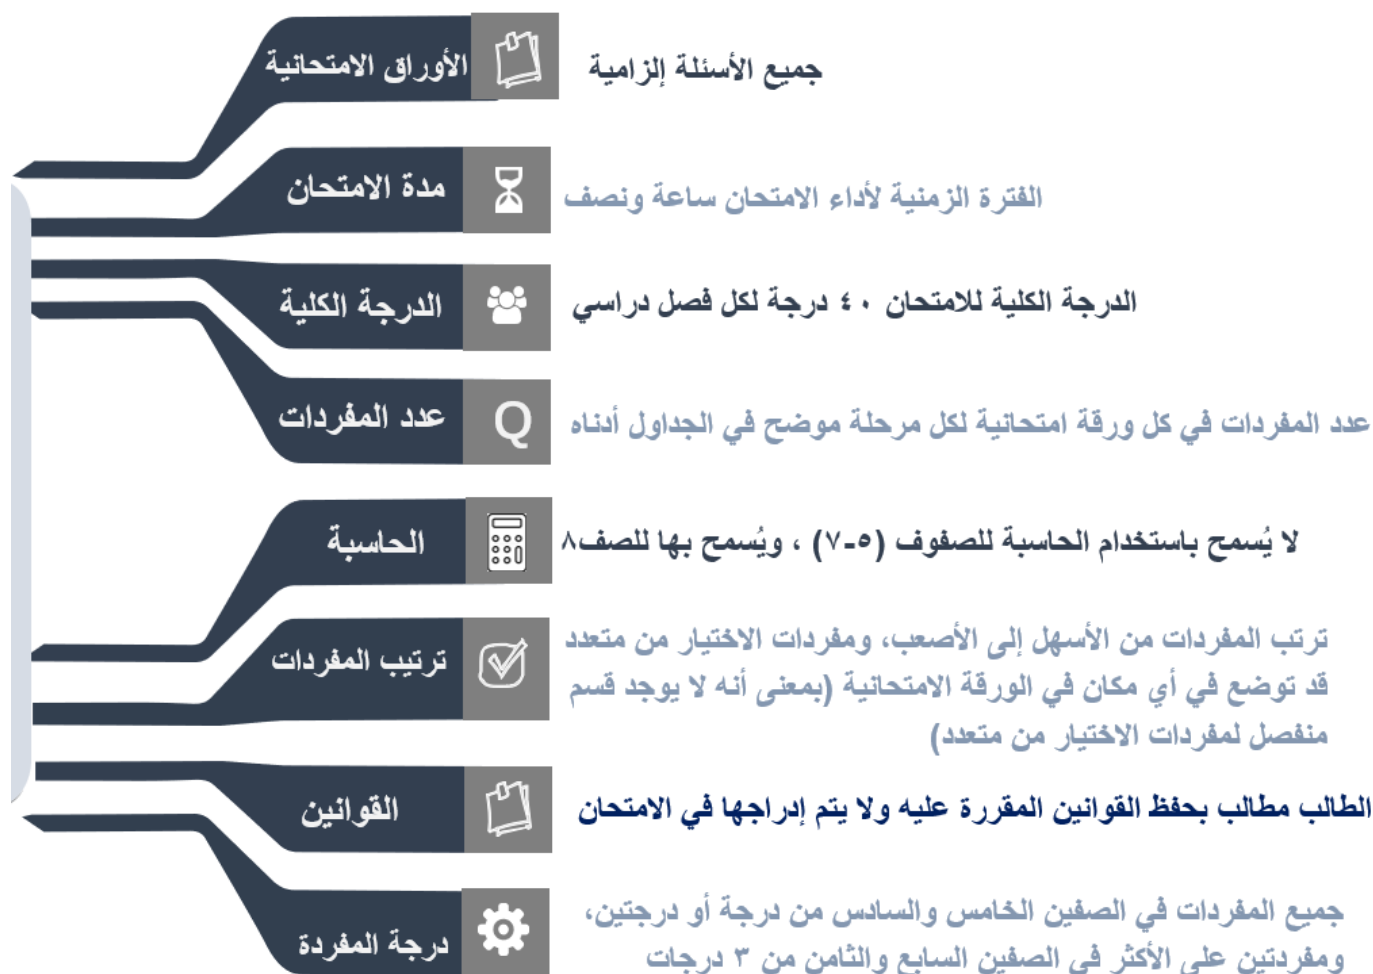 الأوراق الامتحانية
جميع الأسئلة إلزامية
مدة الامتحان
الفترة الزمنية لأداء الامتحان ساعة ونصف
الدرجة الكلية
الدرجة الكلية للامتحان ٤٠ درجة لكل فصل دراسي
عدد المفردات
Q
عدد المفردات في كل ورقة امتحانية لكل مرحلة موضح في الجداول أدناه
الحاسبة
لا يُسمح باستخدام الحاسبة للصفوف (٥-٧) ، ويُسمح بها للصف٨
ترتيب المفردات
ترتب المفردات من الأسهل إلى الأصعب، ومفردات الاختيار من متعدد
قد توضع في أي مكان في الورقة الامتحانية (بمعنى أنه لا يوجد قسم
منفصل لمفردات الاختيار من متعدد)
القوانين
الطالب مطالب بحفظ القوانين المقررة عليه ولا يتم إدراجها في الامتحان
درجة المفردة
جميع المفردات في الصفين الخامس والسادس من درجة أو درجتين،
ومفردتين على الأكثر في الصفين السابع والثامن من ٣ درجات